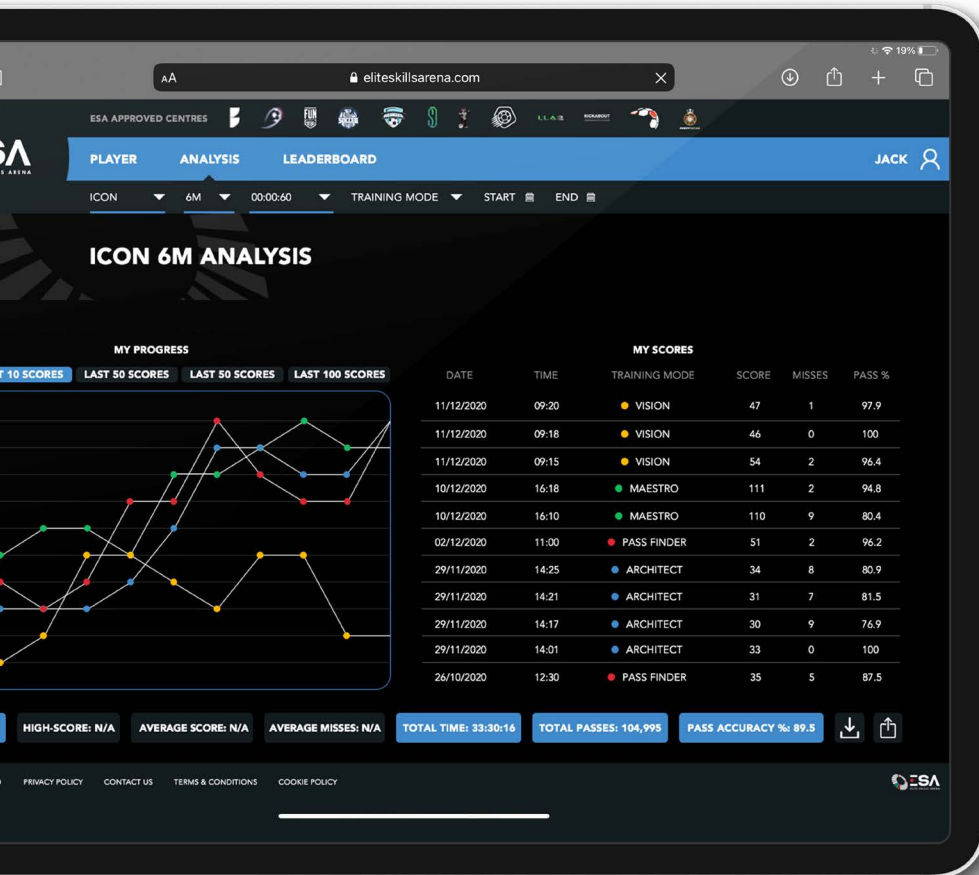 19%
AA
eliteskillsarena.com
ESA APPROVED CENTRES
FUN
SOCCER
LLAB
KICKABOUT
SA
S ARENA
PLAYER ANALYSIS LEADERBOARD
JACK
ICON 6M 00:00:60 TRAINING MODE START END
ICON 6M ANALYSIS
MY PROGRESS
T 10 SCORES LAST 50 SCORES LAST 50 SCORES LAST 100 SCORES
MY SCORES
DATE TIME TRAINING MODE SCORE MISSES PASS %
11/12/2020 09:20 VISION 47 1 97.9
11/12/2020 09:18 VISION 46 0 100
11/12/2020 09:15 VISION 54 2 96.4
10/12/2020 16:18 MAESTRO 111 2 94.8
10/12/2020 16:10 MAESTRO 110 9 80.4
02/12/2020 11:00 PASS FINDER 51 2 96.2
29/11/2020 14:25 ARCHITECT 34 8 80.9
29/11/2020 14:21 ARCHITECT 31 7 81.5
29/11/2020 14:17 ARCHITECT 30 9 76.9
29/11/2020 14:01 ARCHITECT 33 0 100
26/10/2020 12:30 PASS FINDER 35 5 87.5
HIGH-SCORE: N/A AVERAGE SCORE: N/A AVERAGE MISSES: N/A TOTAL TIME: 33:30:16 TOTAL PASSES: 104,995 PASS ACCURACY %: 89.5
PRIVACY POLICY CONTACT US TERMS & CONDITIONS COOKIE POLICY
ESA